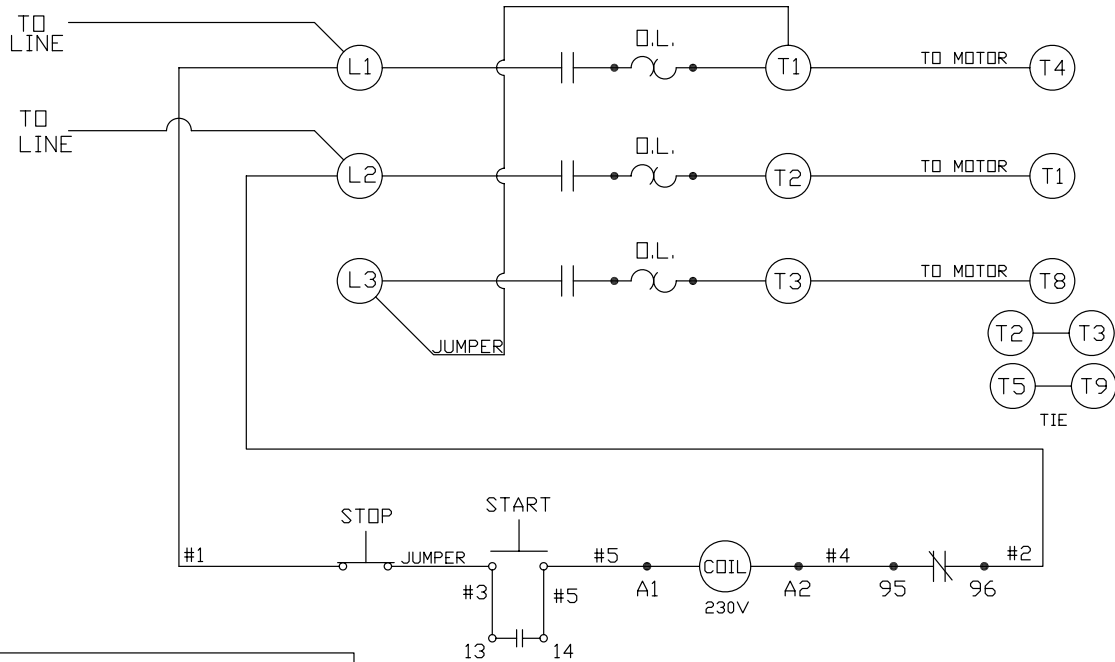 TO
LINE
L1
O.L.
T1
TO MOTOR
T4
TO
LINE
L2
O.L.
T2
TO MOTOR
T1
L3
O.L.
T3
TO MOTOR
T8
JUMPER
T2
T3
T5
T9
TIE
STOP
START
#1
JUMPER
#5
COIL
#4
#2
#3
#5
A1
230V
A2
95
96
13
14